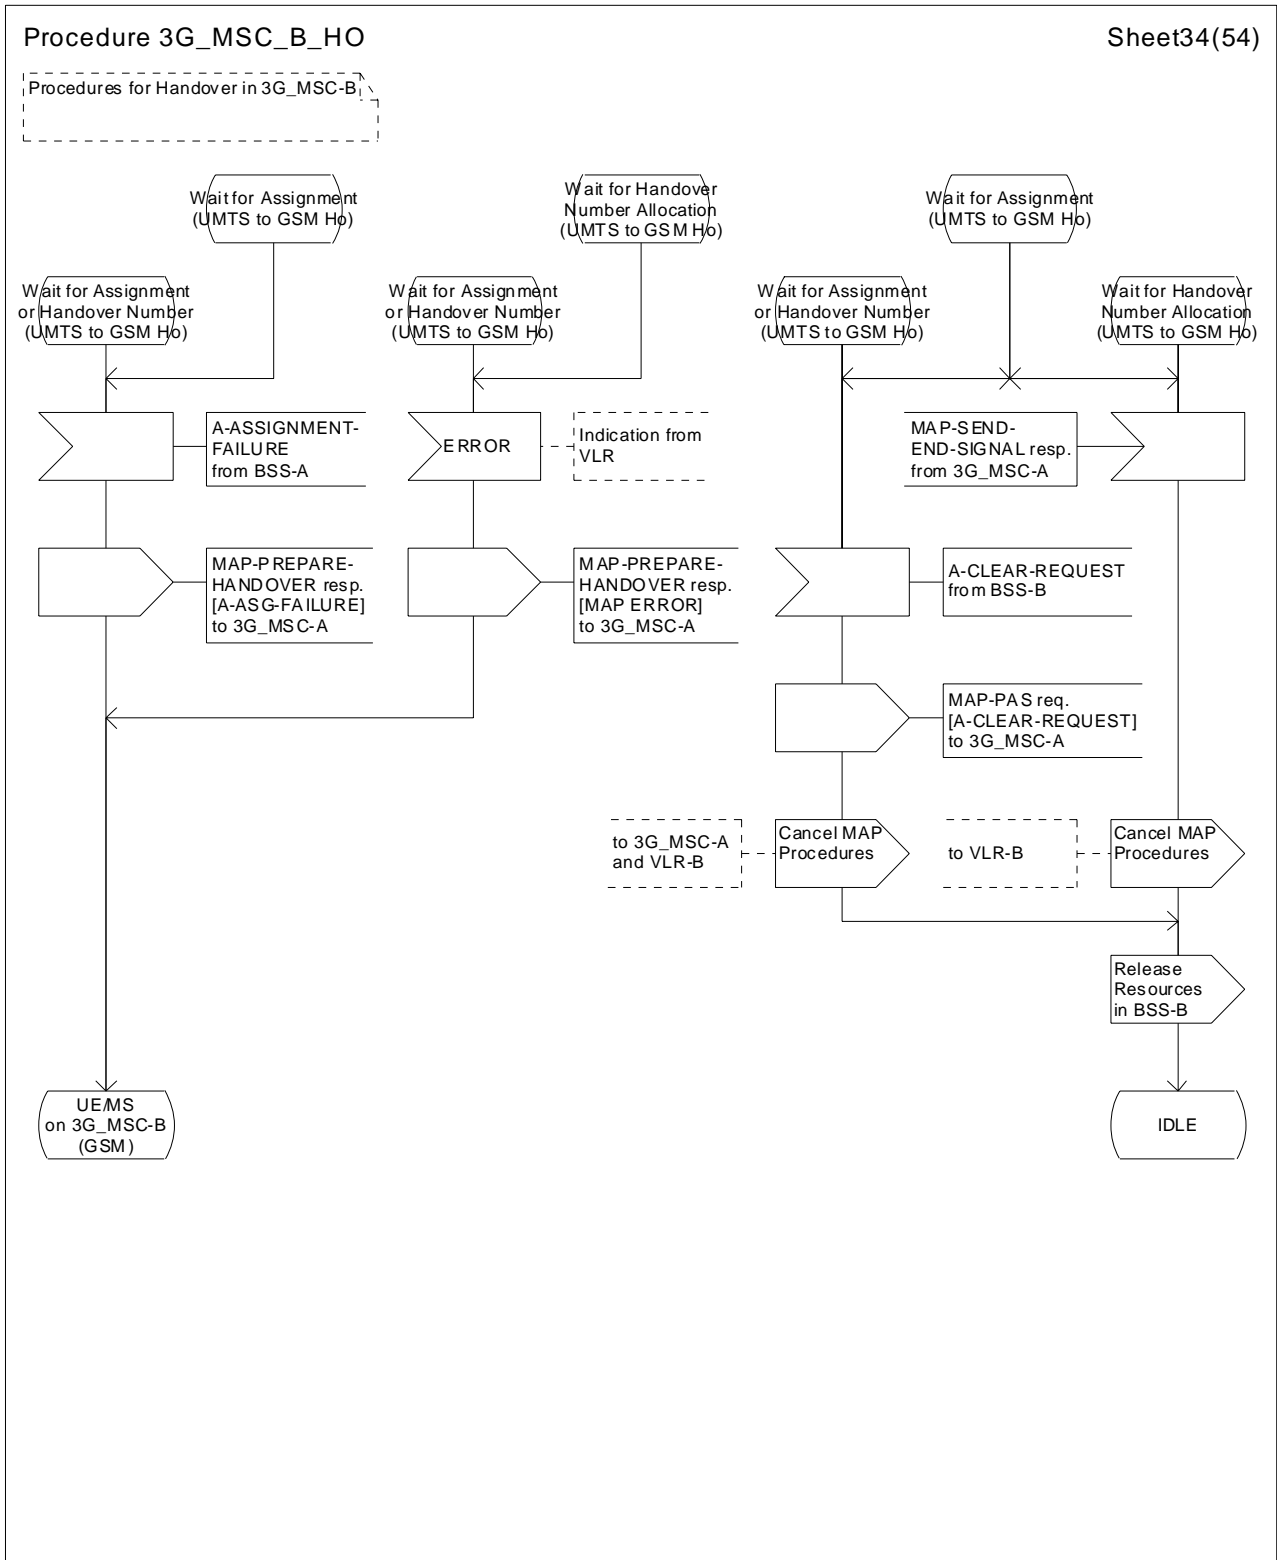 Procedure 3G_MSC_B_HO
Sheet34(54)
Procedures for Handover in 3G_MSC-B
Wait for Assignment
(UMTS to GSM Ho)
Wait for Handover
Number Allocation
(UMTS to GSM Ho)
Wait for Assignment
(UMTS to GSM Ho)
Wait for Assignment
or Handover Number
(UMTS to GSM Ho)
Wait for Assignment
or Handover Number
(UMTS to GSM Ho)
Wait for Assignment
or Handover Number
(UMTS to GSM Ho)
Wait for Handover
Number Allocation
(UMTS to GSM Ho)
A-ASSIGNMENT-
FAILURE
from BSS-A
ERROR
Indication from
VLR
MAP-SEND-
END-SIGNAL resp.
from 3G_MSC-A
MAP-PREPARE-
HANDOVER resp.
[A-ASG-FAILURE]
to 3G_MSC-A
MAP-PREPARE-
HANDOVER resp.
[MAP ERROR]
to 3G_MSC-A
A-CLEAR-REQUEST
from BSS-B
MAP-PAS req.
[A-CLEAR-REQUEST]
to 3G_MSC-A
to 3G_MSC-A
and VLR-B
Cancel MAP
Procedures
to VLR-B
Cancel MAP
Procedures
Release
Resources
in BSS-B
UE/MS
on 3G_MSC-B
(GSM)
IDLE